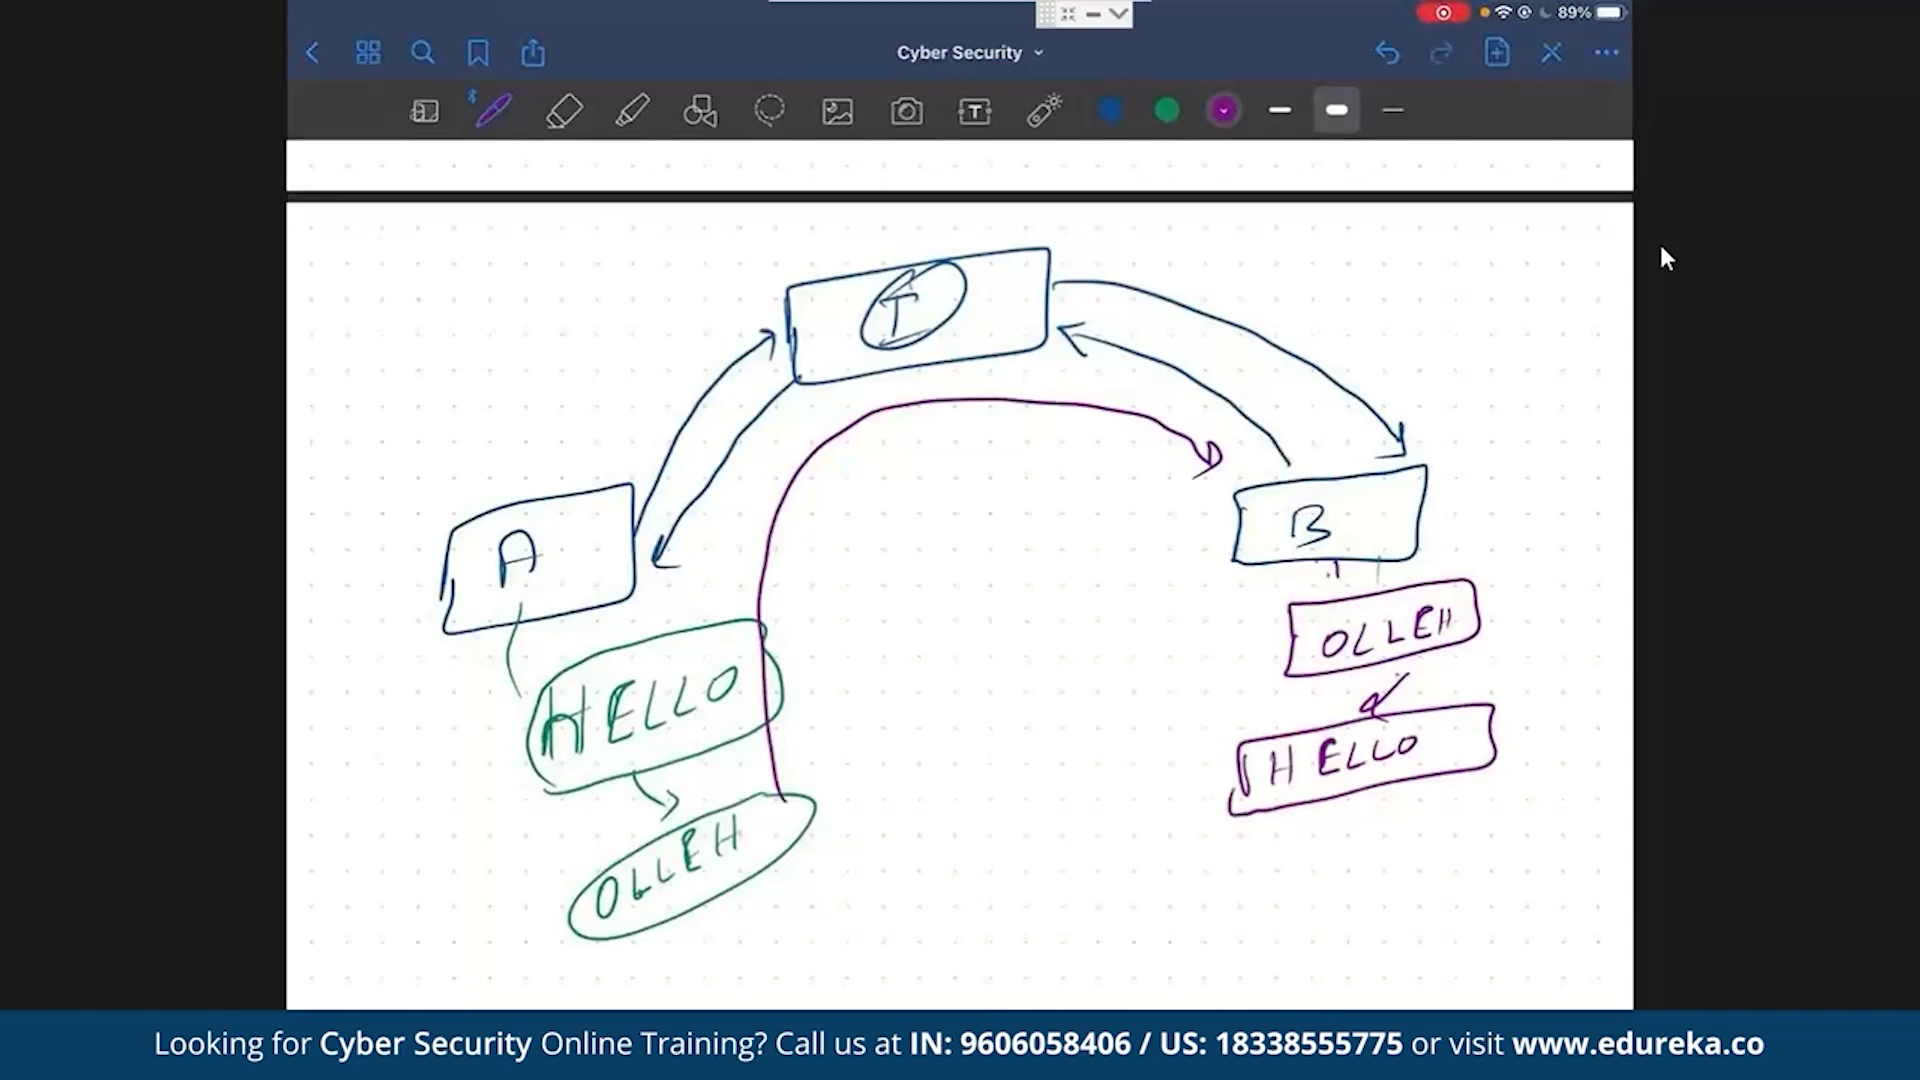 89%
Cyber Security
T
T
A
B
OLLEH
HELLO
HELLO
OLLEH
Looking for Cyber Security Online Training? Call us at IN: 9606058406 / US: 18338555775 or visit www.edureka.co